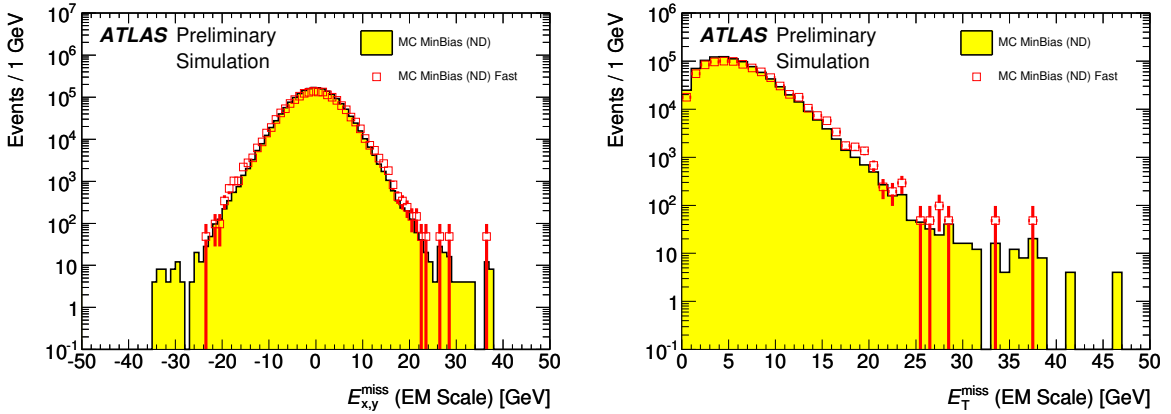 ATLAS Preliminary
Simulation
MC MinBias (ND)
MC MinBias (ND) Fast
Events / 1 GeV
10^7
10^6
10^5
10^4
10^3
10^2
10
1
10^-1
-50 -40 -30 -20 -10 0 10 20 30 40 50
E_x,y^miss (EM Scale) [GeV]
ATLAS Preliminary
Simulation
MC MinBias (ND)
MC MinBias (ND) Fast
Events / 1 GeV
10^6
10^5
10^4
10^3
10^2
10
1
10^-1
0 5 10 15 20 25 30 35 40 45 50
E_T^miss (EM Scale) [GeV]